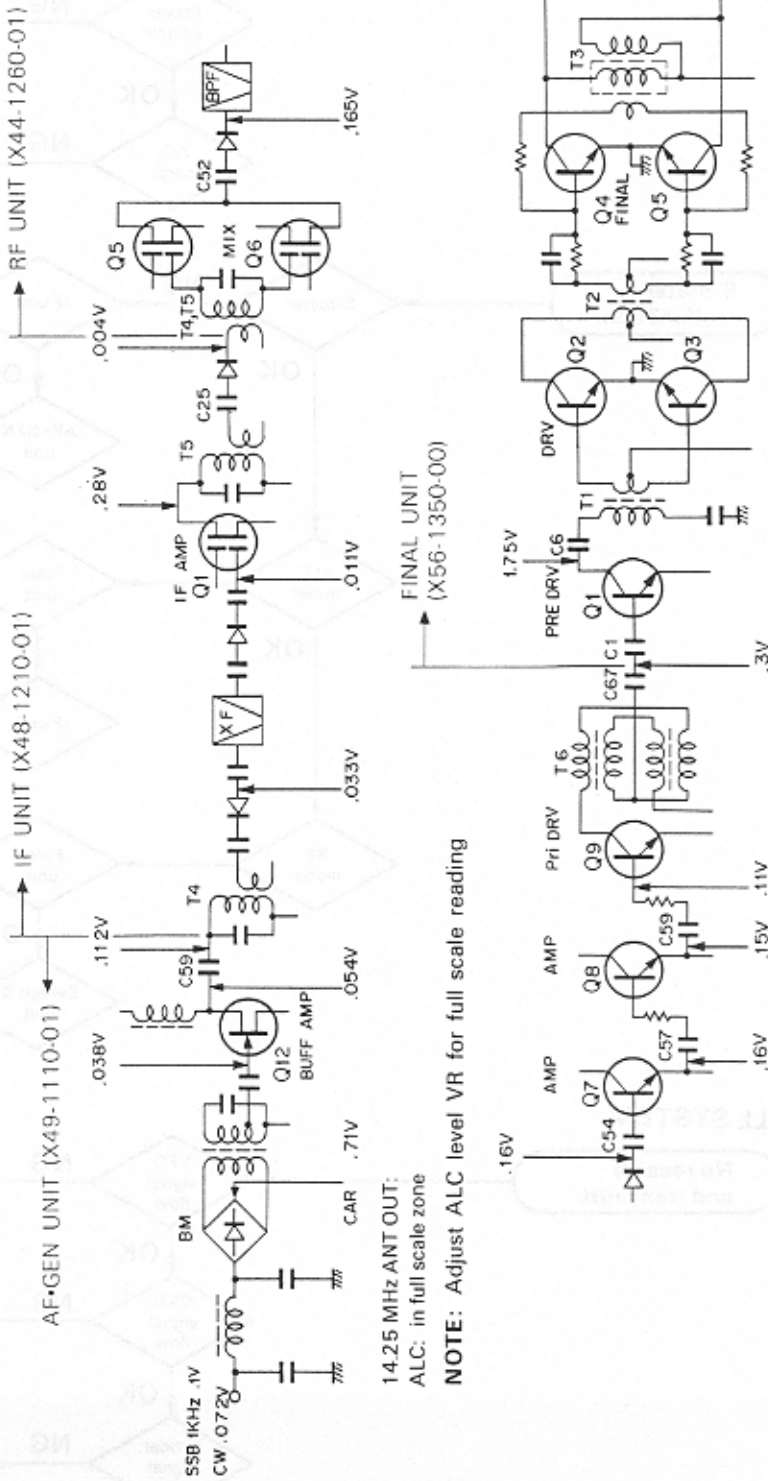 AF•GEN UNIT (X49-1110-01)
IF UNIT (X48-1210-01)
RF UNIT (X44-1260-01)
SSB 1KHz .1V
CW .072V
BM
CAR
.71V
.038V
Q12
BUFF AMP
.054V
C59
.112V
T4
.033V
XF
.011V
IF AMP
Q1
.28V
T5
C25
.004V
T4,T5
Q5
MIX
Q6
C52
.165V
BPF
14.25 MHz ANT OUT:
ALC: in full scale zone
NOTE: Adjust ALC level VR for full scale reading
FINAL UNIT
(X56-1350-00)
.16V
C54
AMP
Q7
.16V
C57
AMP
Q8
.15V
C59
.11V
Pri DRV
Q9
T6
C67
C1
.3V
PRE DRV
Q1
1.75V
C6
T1
DRV
Q2
Q3
T2
Q4
FINAL
Q5
T3